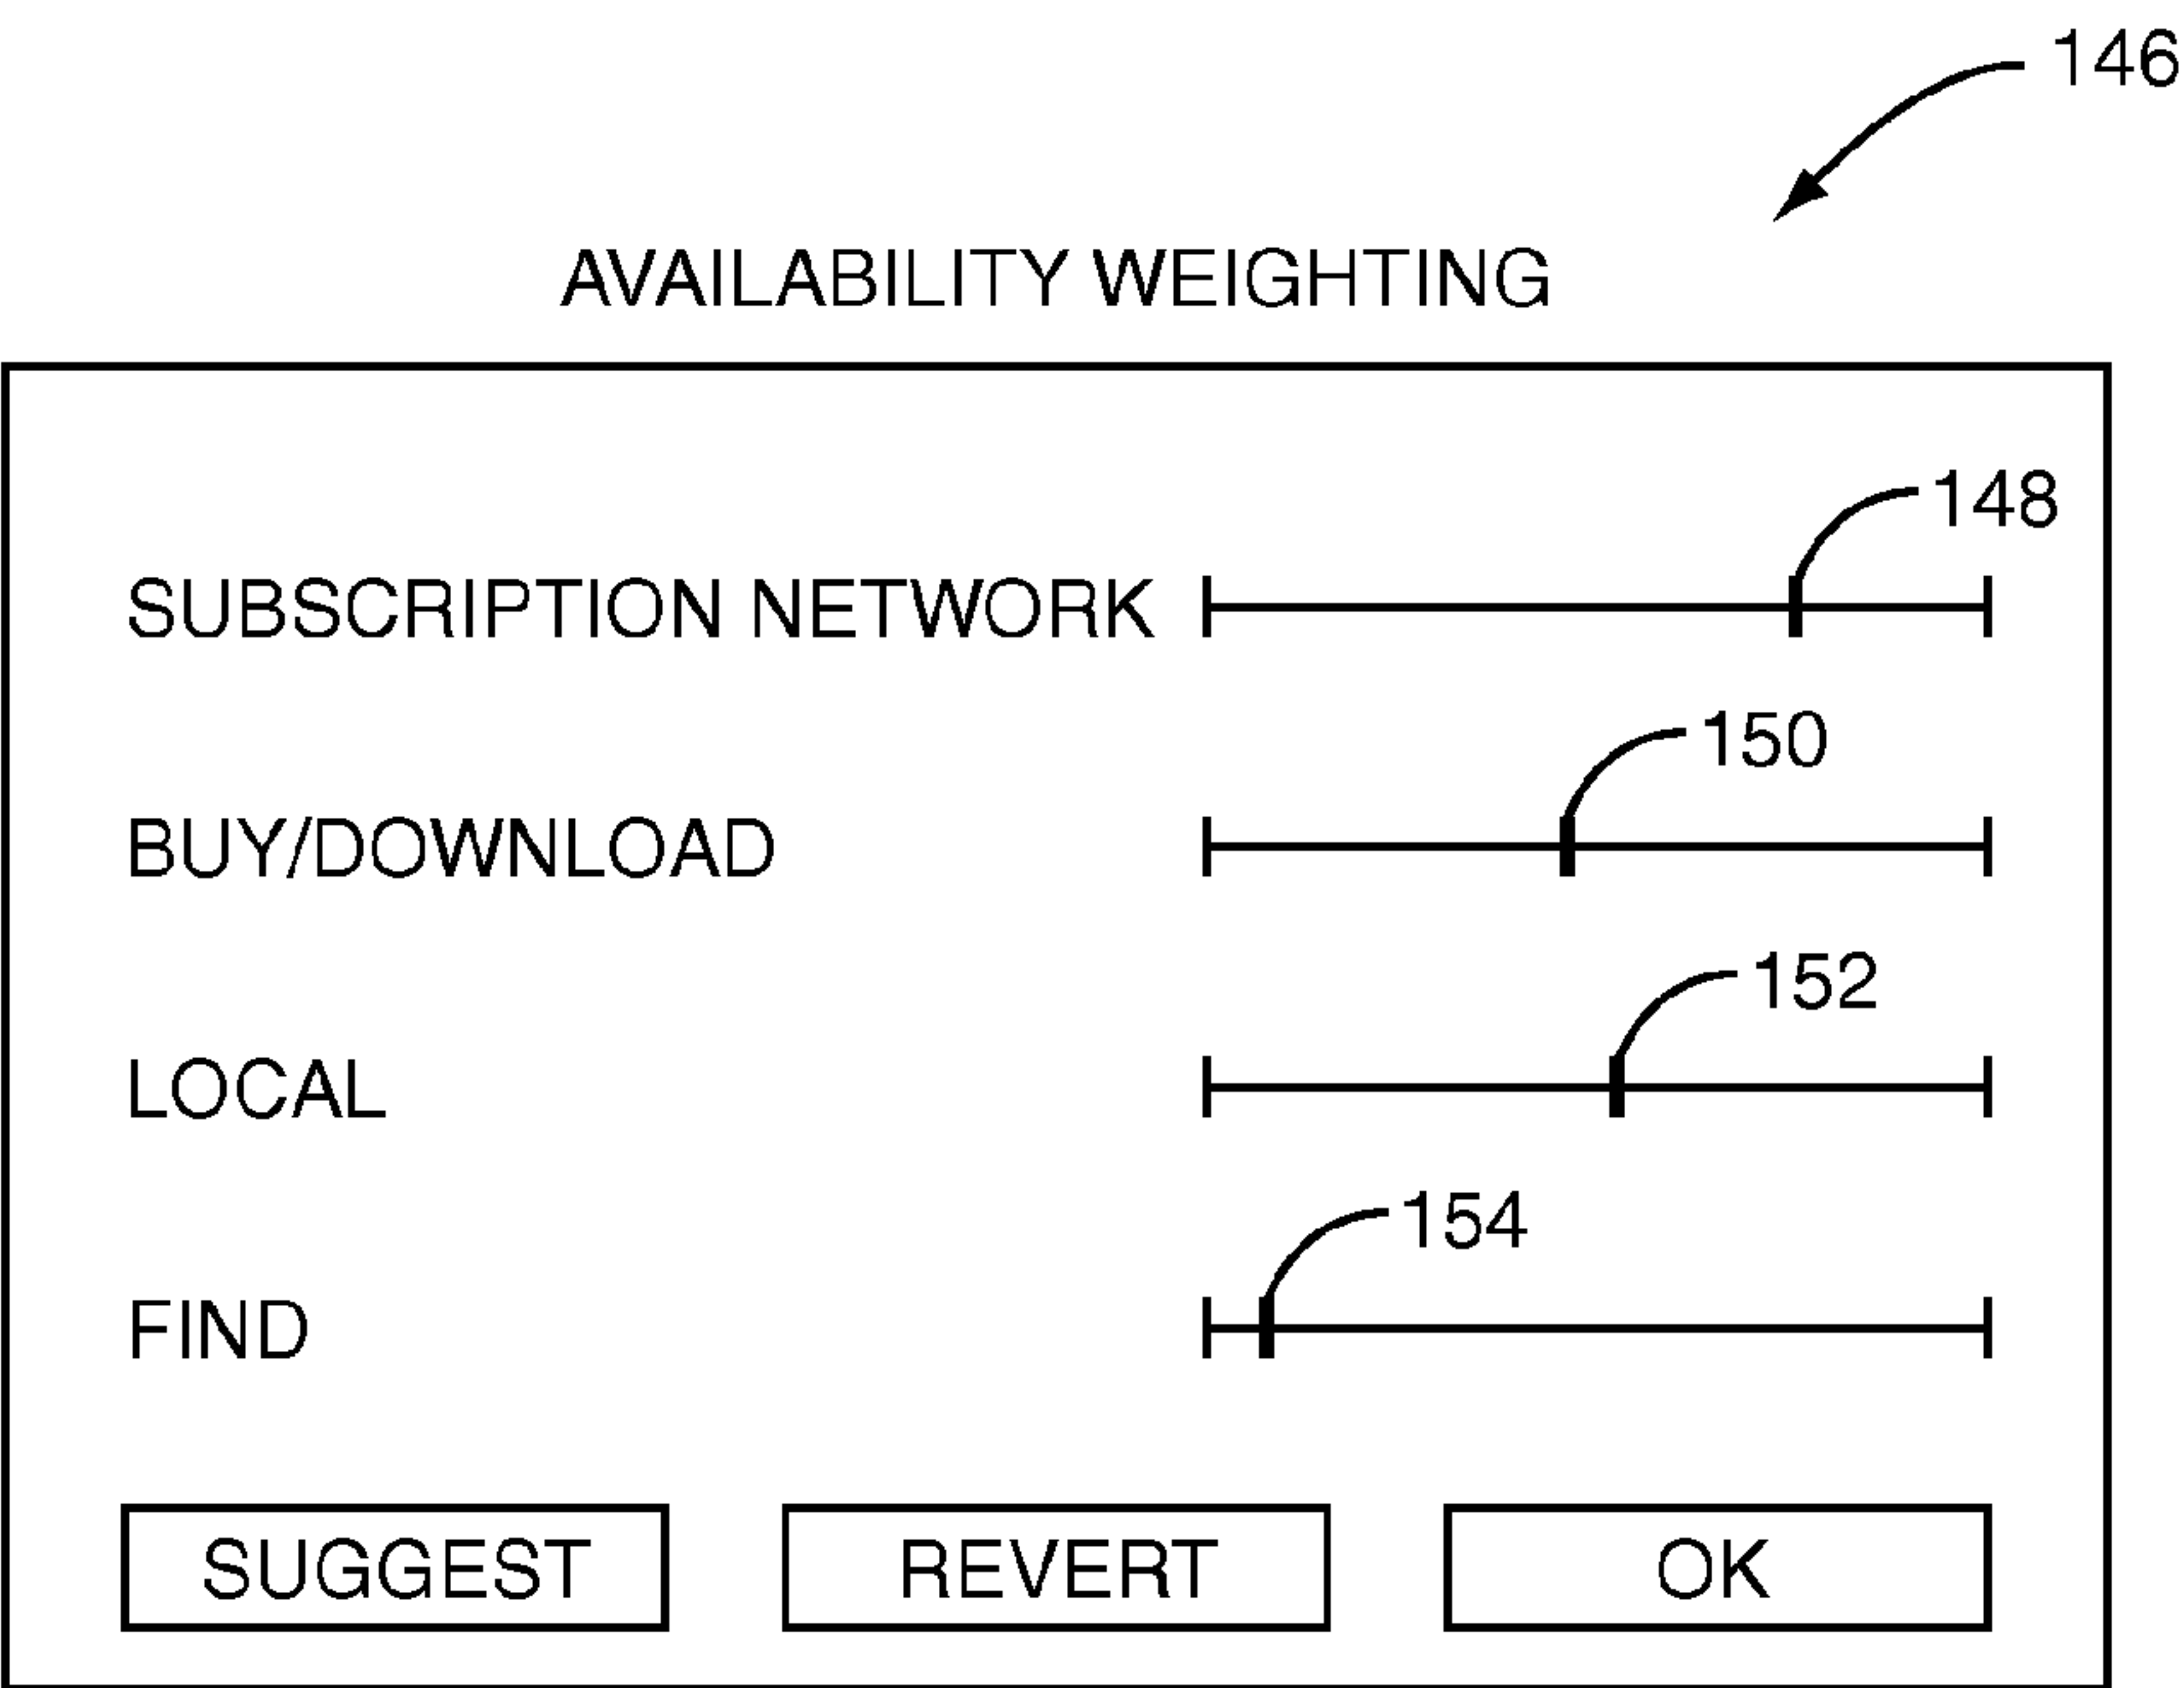 146
AVAILABILITY WEIGHTING
148
SUBSCRIPTION NETWORK
150
BUY/DOWNLOAD
152
LOCAL
154
FIND
SUGGEST REVERT OK